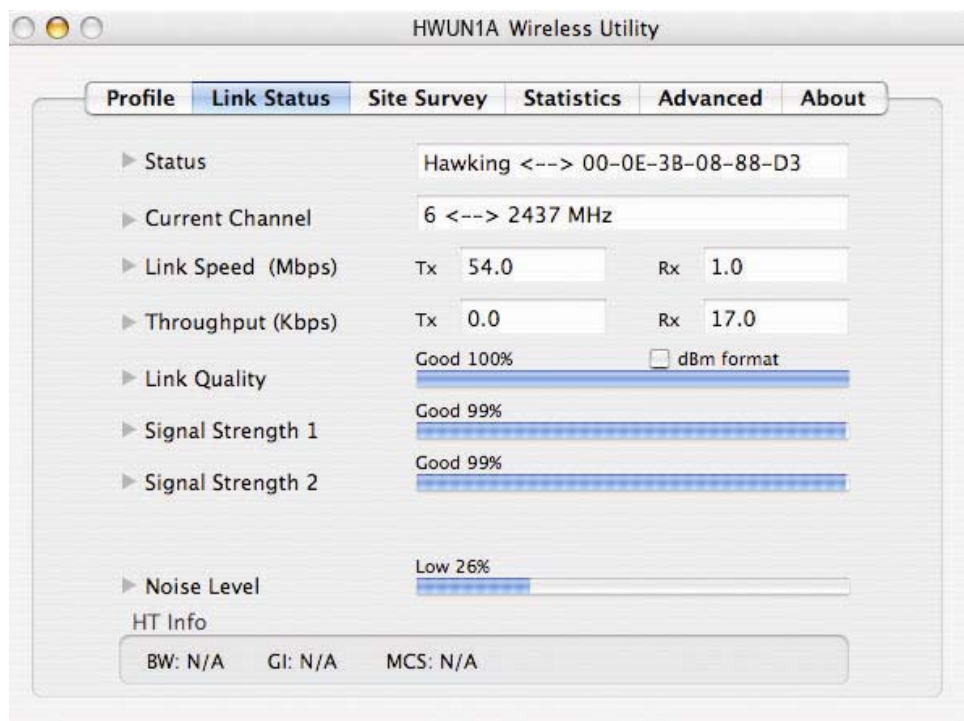 HWUN1A Wireless Utility
Profile Link Status Site Survey Statistics Advanced About
Status Hawking <--> 00-0E-3B-08-88-D3
Current Channel 6 <--> 2437 MHz
Link Speed (Mbps) Tx 54.0 Rx 1.0
Throughput (Kbps) Tx 0.0 Rx 17.0
Good 100% dBm format
Link Quality
Good 99%
Signal Strength 1
Good 99%
Signal Strength 2
Low 26%
Noise Level
HT Info
BW: N/A GI: N/A MCS: N/A